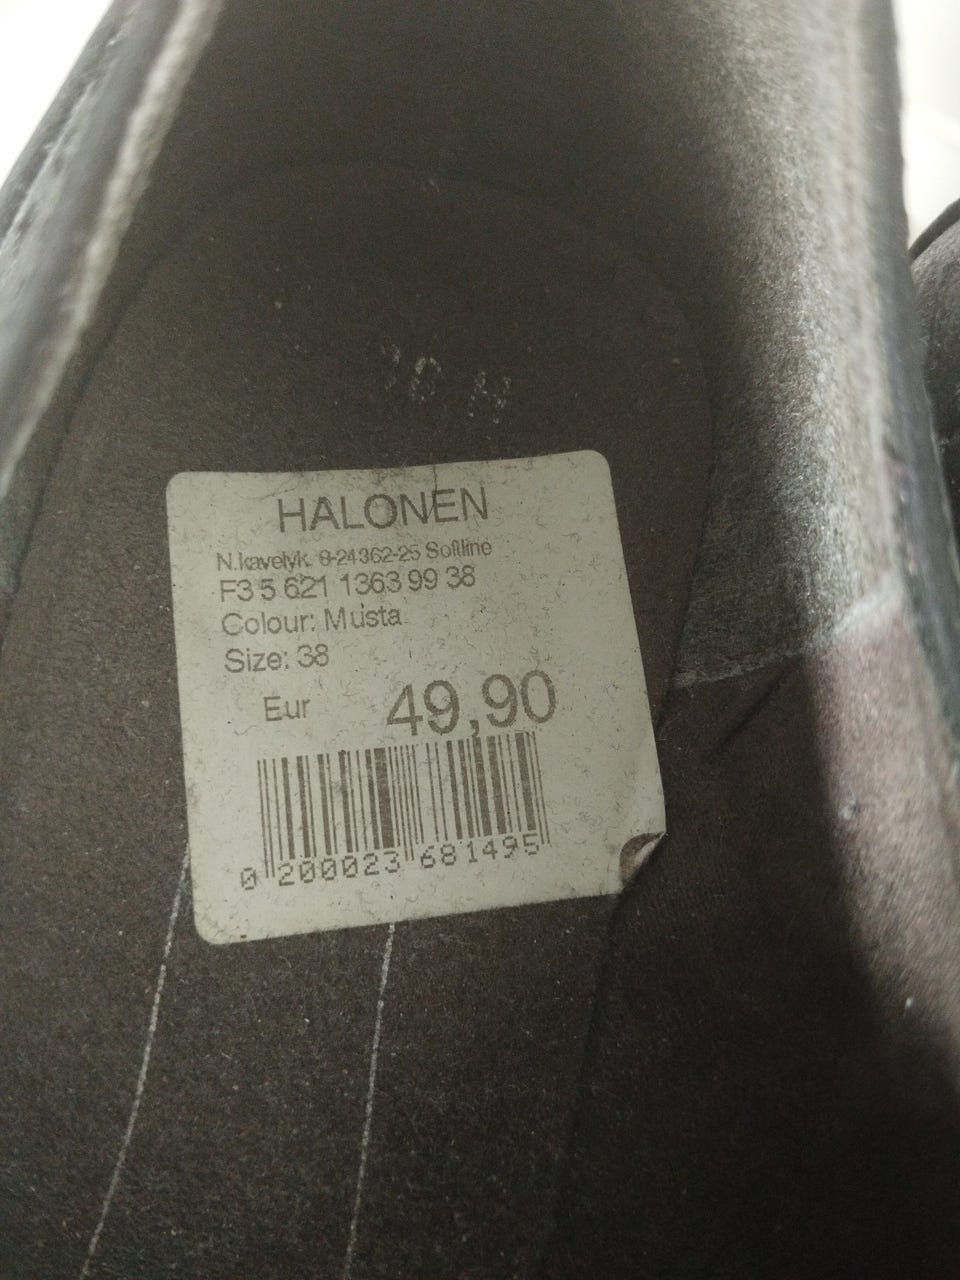 HALONEN
N.kavelyk. 8-24362-25 Softline
F3 5 621 1363 99 38
Colour: Musta
Size: 38
Eur 49,90
0 200023 681495